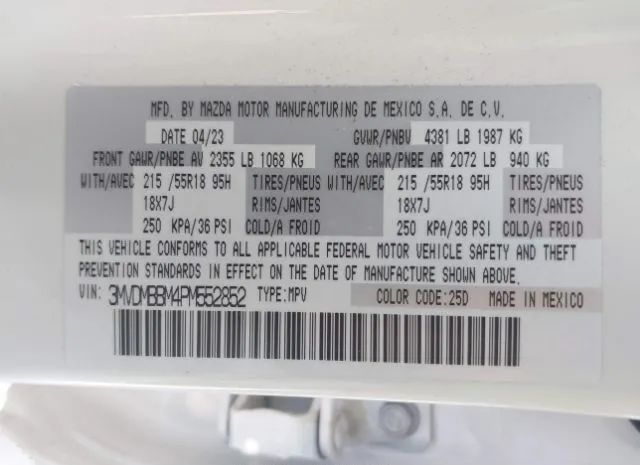 MFD. BY MAZDA MOTOR MANUFACTURING DE MEXICO S.A. DE C.V.
DATE 04/23 GVWR/PNBV 4381 LB 1987 KG
FRONT GAWR/PNBE AV 2355 LB 1068 KG REAR GAWR/PNBE AR 2072 LB 940 KG
WITH/AVEC 215 /55R18 95H TIRES/PNEUS WITH/AVEC 215 /55R18 95H TIRES/PNEUS
18X7J RIMS/JANTES 18X7J RIMS/JANTES
250 KPA/36 PSI COLD/A FROID 250 KPA/36 PSI COLD/A FROID
THIS VEHICLE CONFORMS TO ALL APPLICABLE FEDERAL MOTOR VEHICLE SAFETY AND THEFT
PREVENTION STANDARDS IN EFFECT ON THE DATE OF MANUFACTURE SHOWN ABOVE.
VIN: 3MVDMBBM4PM552852 TYPE:MPV COLOR CODE:25D MADE IN MEXICO